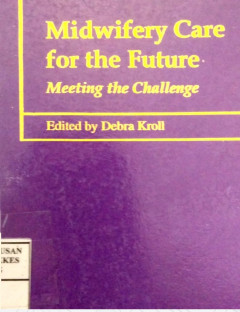 Midwifery Care
for the Future
Meeting the Challenge
Edited by Debra Kroll
USAN
KES